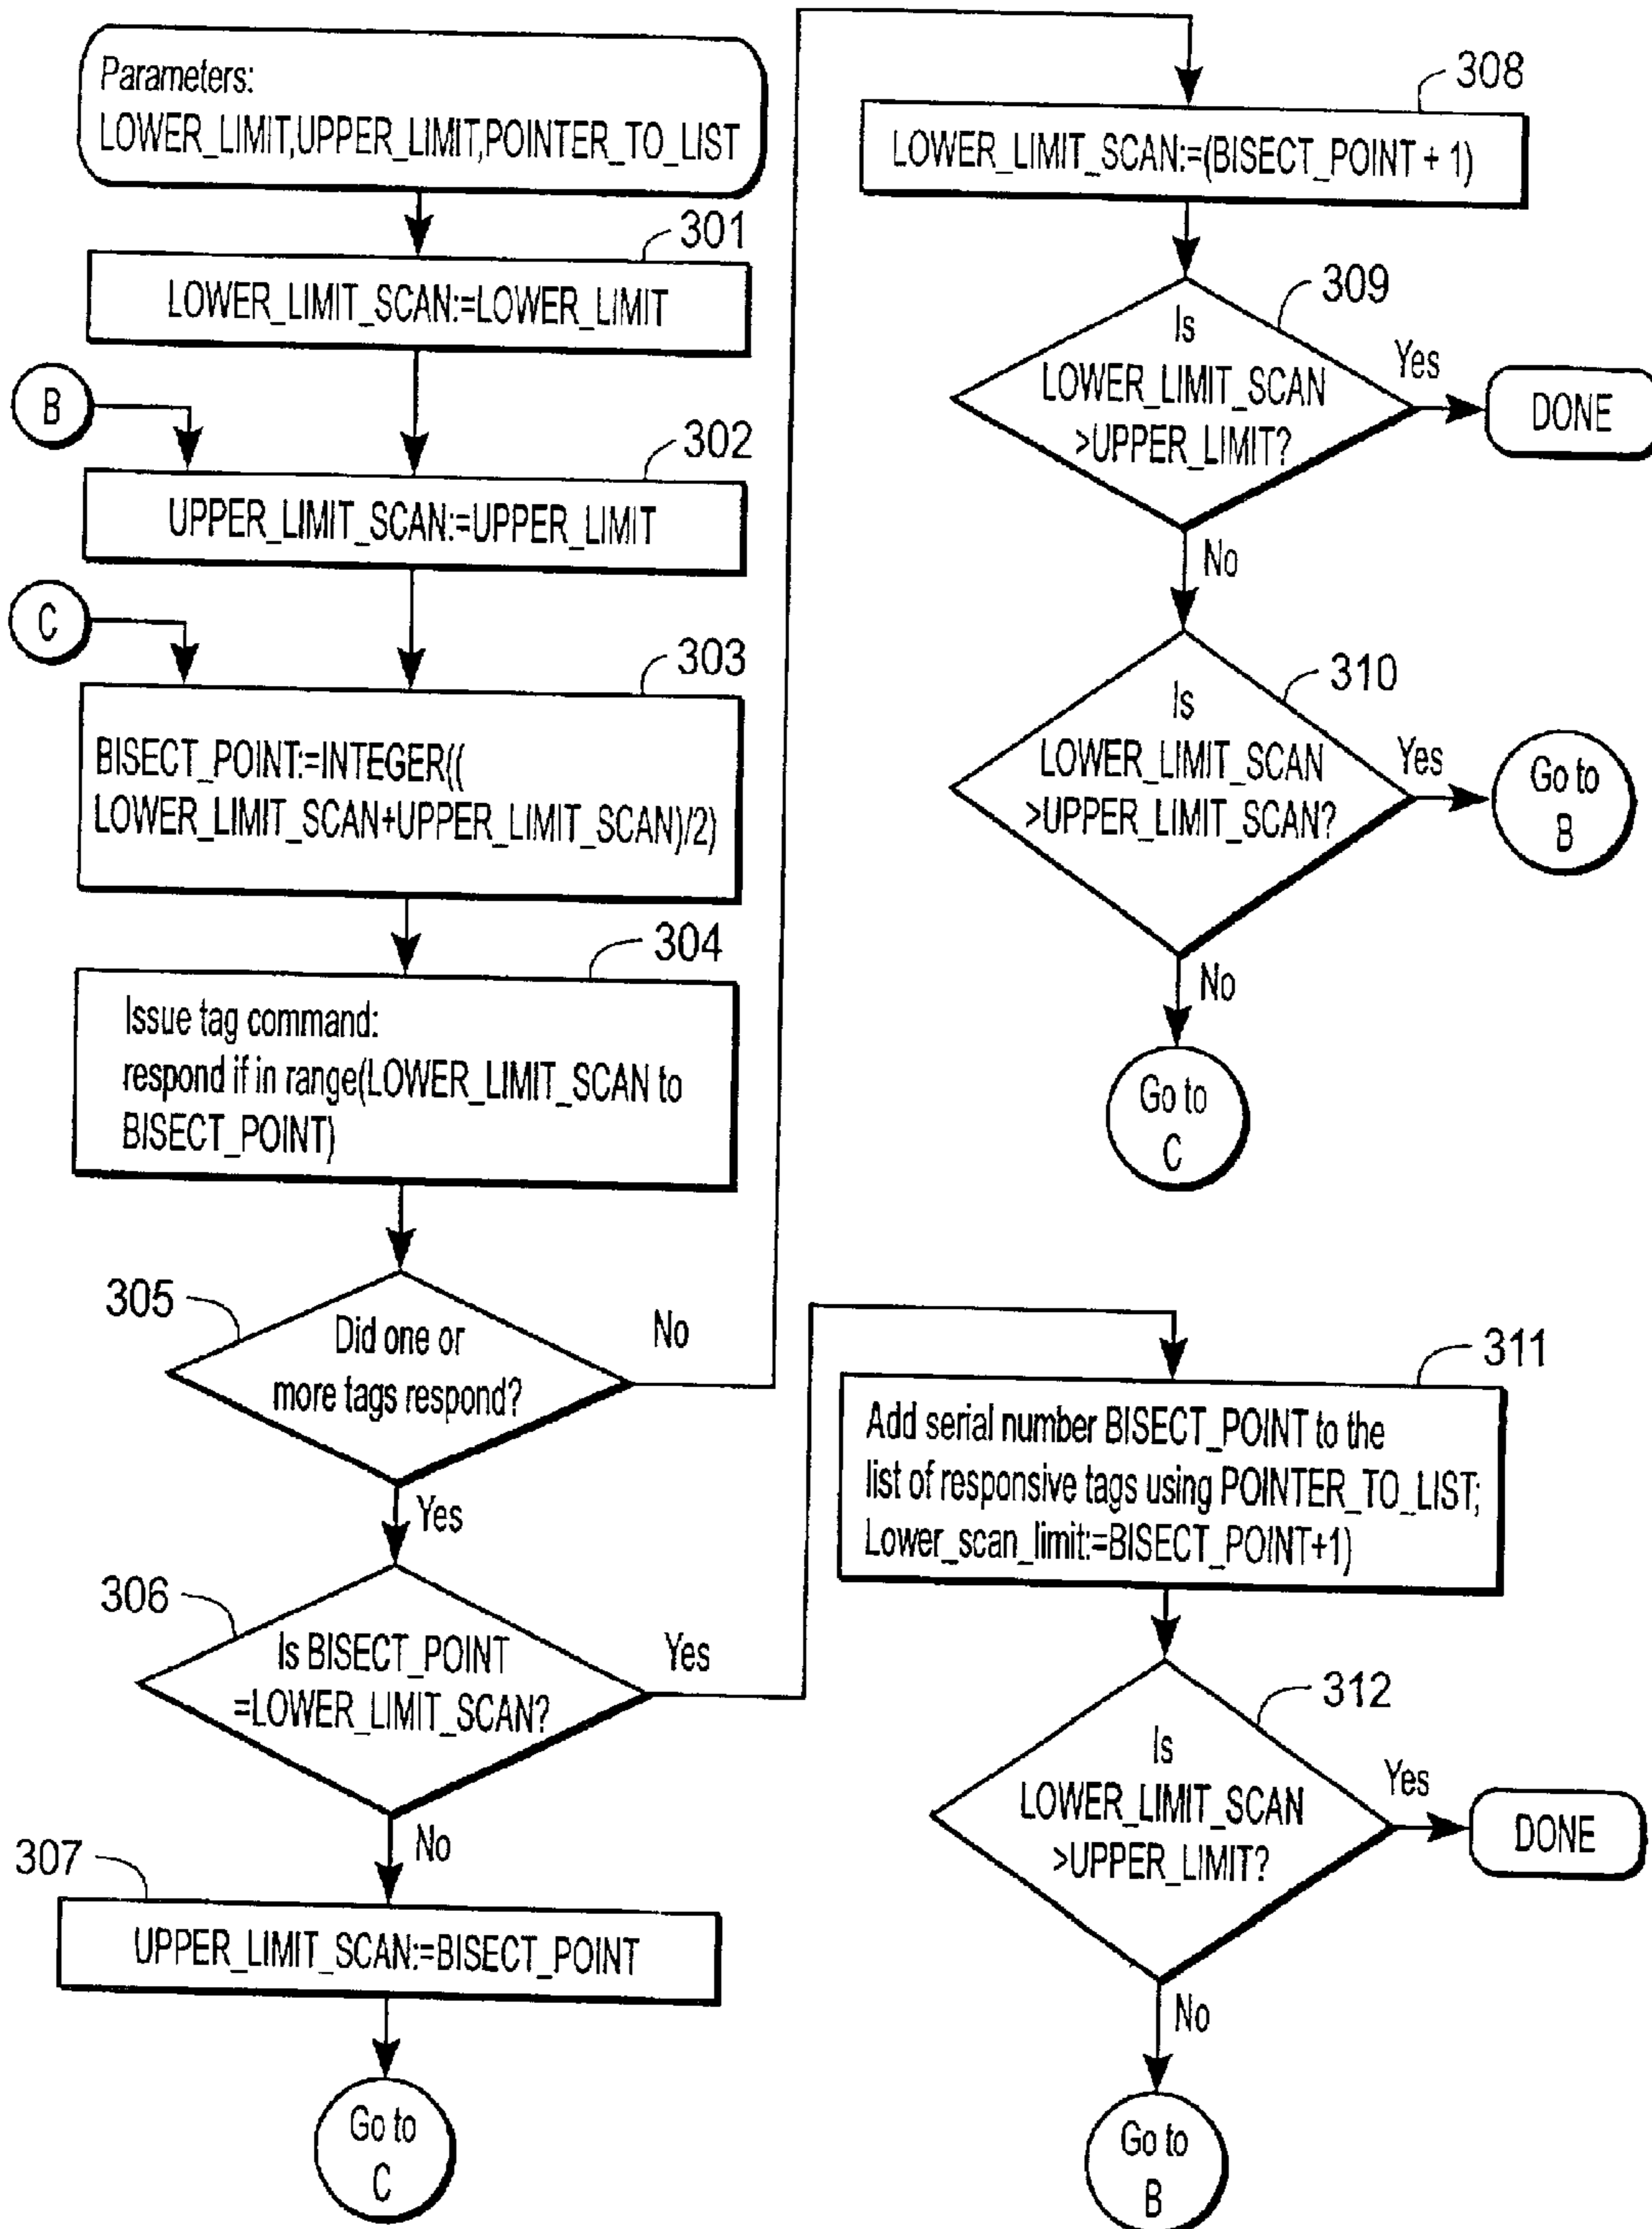 Parameters:
LOWER_LIMIT,UPPER_LIMIT,POINTER_TO_LIST
301
LOWER_LIMIT_SCAN:=LOWER_LIMIT
B
302
UPPER_LIMIT_SCAN:=UPPER_LIMIT
C
303
BISECT_POINT:=INTEGER((
LOWER_LIMIT_SCAN+UPPER_LIMIT_SCAN)/2)
304
Issue tag command:
respond if in range(LOWER_LIMIT_SCAN to
BISECT_POINT)
305
Did one or
more tags respond?
No
Yes
306
Is BISECT_POINT
=LOWER_LIMIT_SCAN?
Yes
No
307
UPPER_LIMIT_SCAN:=BISECT_POINT
Go to
C
308
LOWER_LIMIT_SCAN:=(BISECT_POINT + 1)
309
Is
LOWER_LIMIT_SCAN
>UPPER_LIMIT?
Yes
DONE
No
310
Is
LOWER_LIMIT_SCAN
>UPPER_LIMIT_SCAN?
Yes
Go to
B
No
Go to
C
311
Add serial number BISECT_POINT to the
list of responsive tags using POINTER_TO_LIST;
Lower_scan_limit:=BISECT_POINT+1)
312
Is
LOWER_LIMIT_SCAN
>UPPER_LIMIT?
Yes
DONE
No
Go to
B